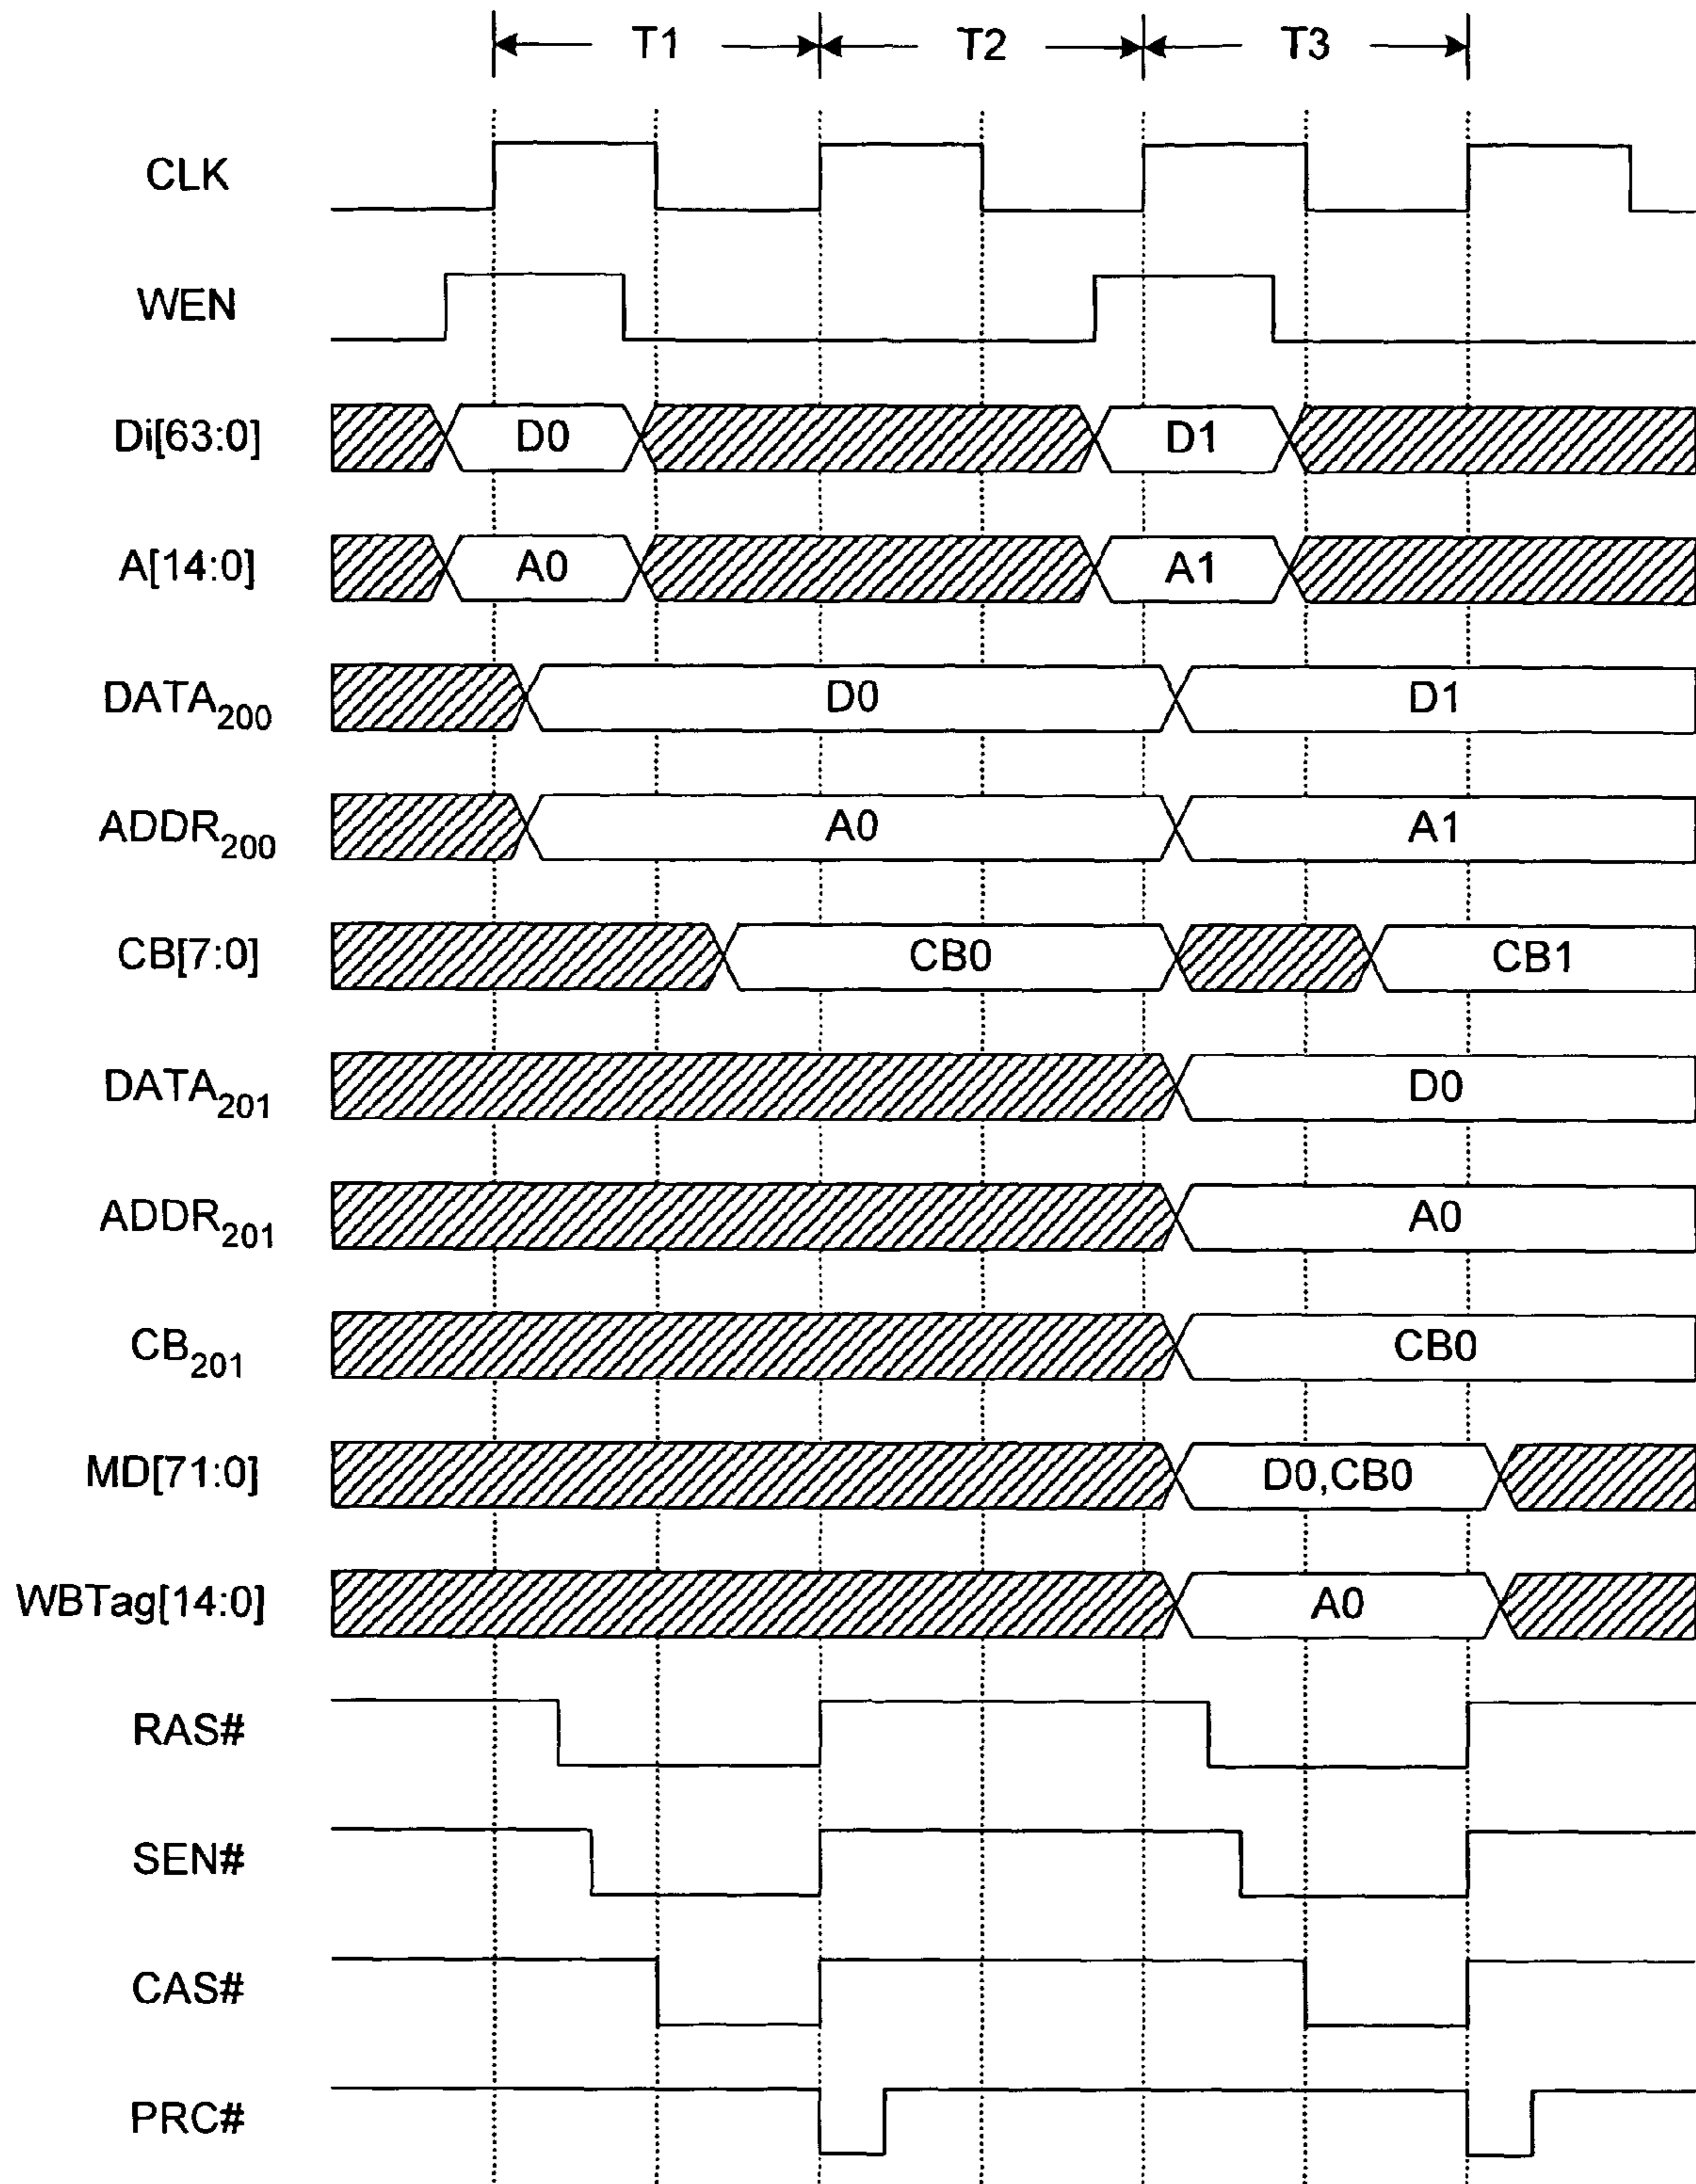 T1 T2 T3
CLK
WEN
Di[63:0] D0 D1
A[14:0] A0 A1
DATA200 D0 D1
ADDR200 A0 A1
CB[7:0] CB0 CB1
DATA201 D0
ADDR201 A0
CB201 CB0
MD[71:0] D0,CB0
WBTag[14:0] A0
RAS#
SEN#
CAS#
PRC#